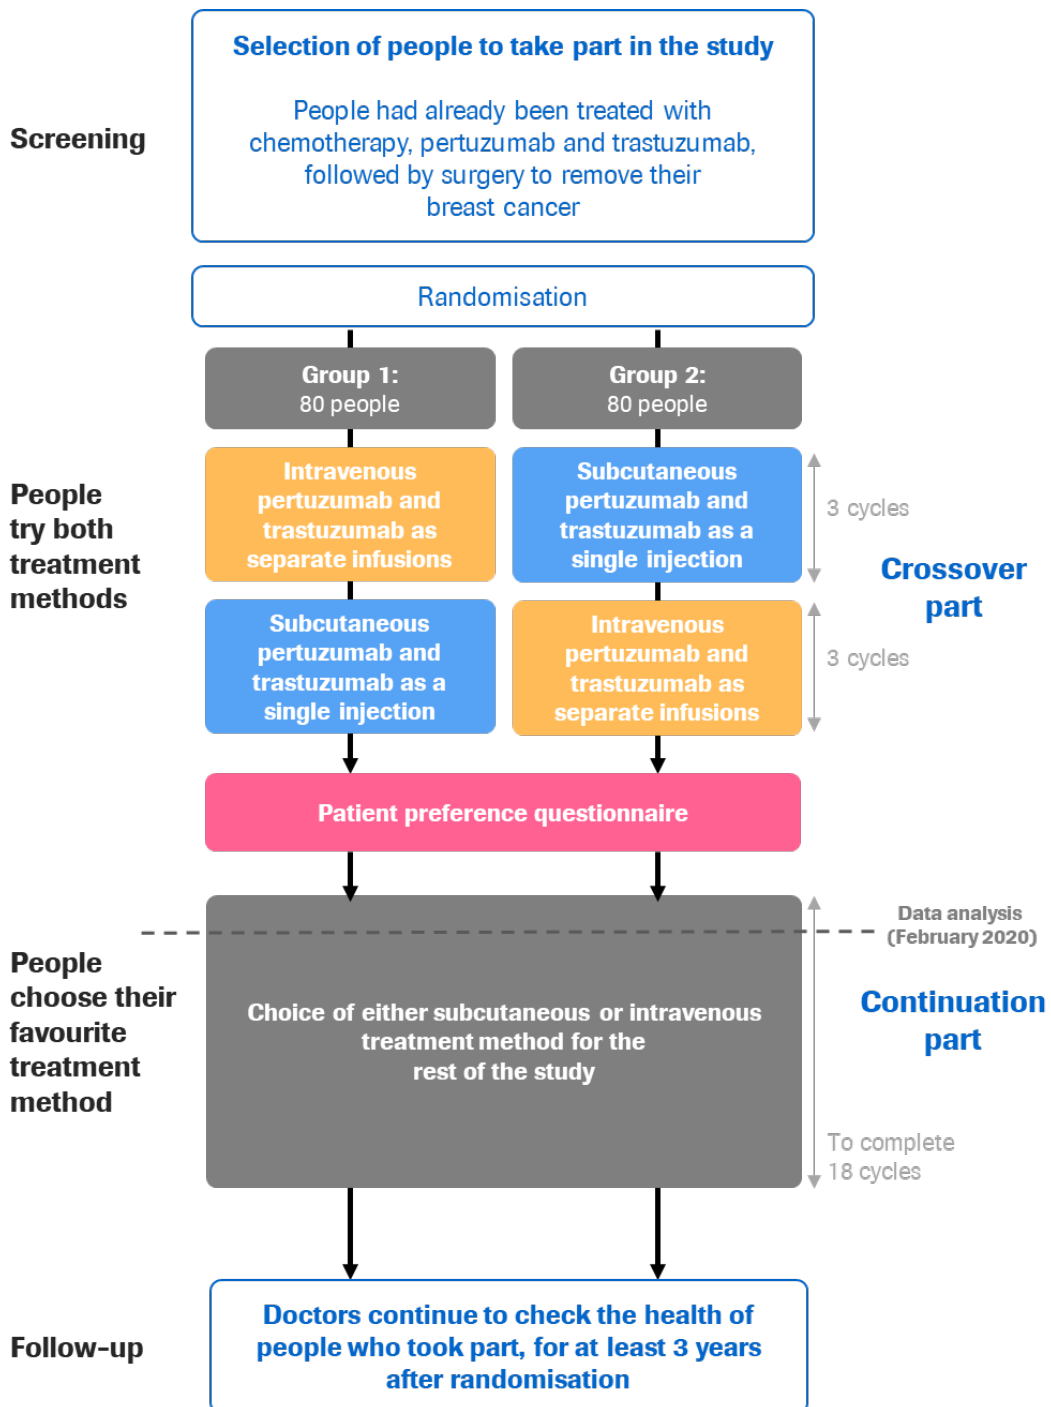 Selection of people to take part in the study
People had already been treated with
chemotherapy, pertuzumab and trastuzumab,
followed by surgery to remove their
breast cancer
Screening
Randomisation
Group 1:
80 people
Group 2:
80 people
People
try both
treatment
methods
Intravenous
pertuzumab and
trastuzumab as
separate infusions
Subcutaneous
pertuzumab and
trastuzumab as a
single injection
3 cycles
Crossover
part
Subcutaneous
pertuzumab and
trastuzumab as a
single injection
Intravenous
pertuzumab and
trastuzumab as
separate infusions
3 cycles
Patient preference questionnaire
Data analysis
(February 2020)
People
choose their
favourite
treatment
method
Choice of either subcutaneous or intravenous
treatment method for the
rest of the study
Continuation
part
To complete
18 cycles
Follow-up
Doctors continue to check the health of
people who took part, for at least 3 years
after randomisation